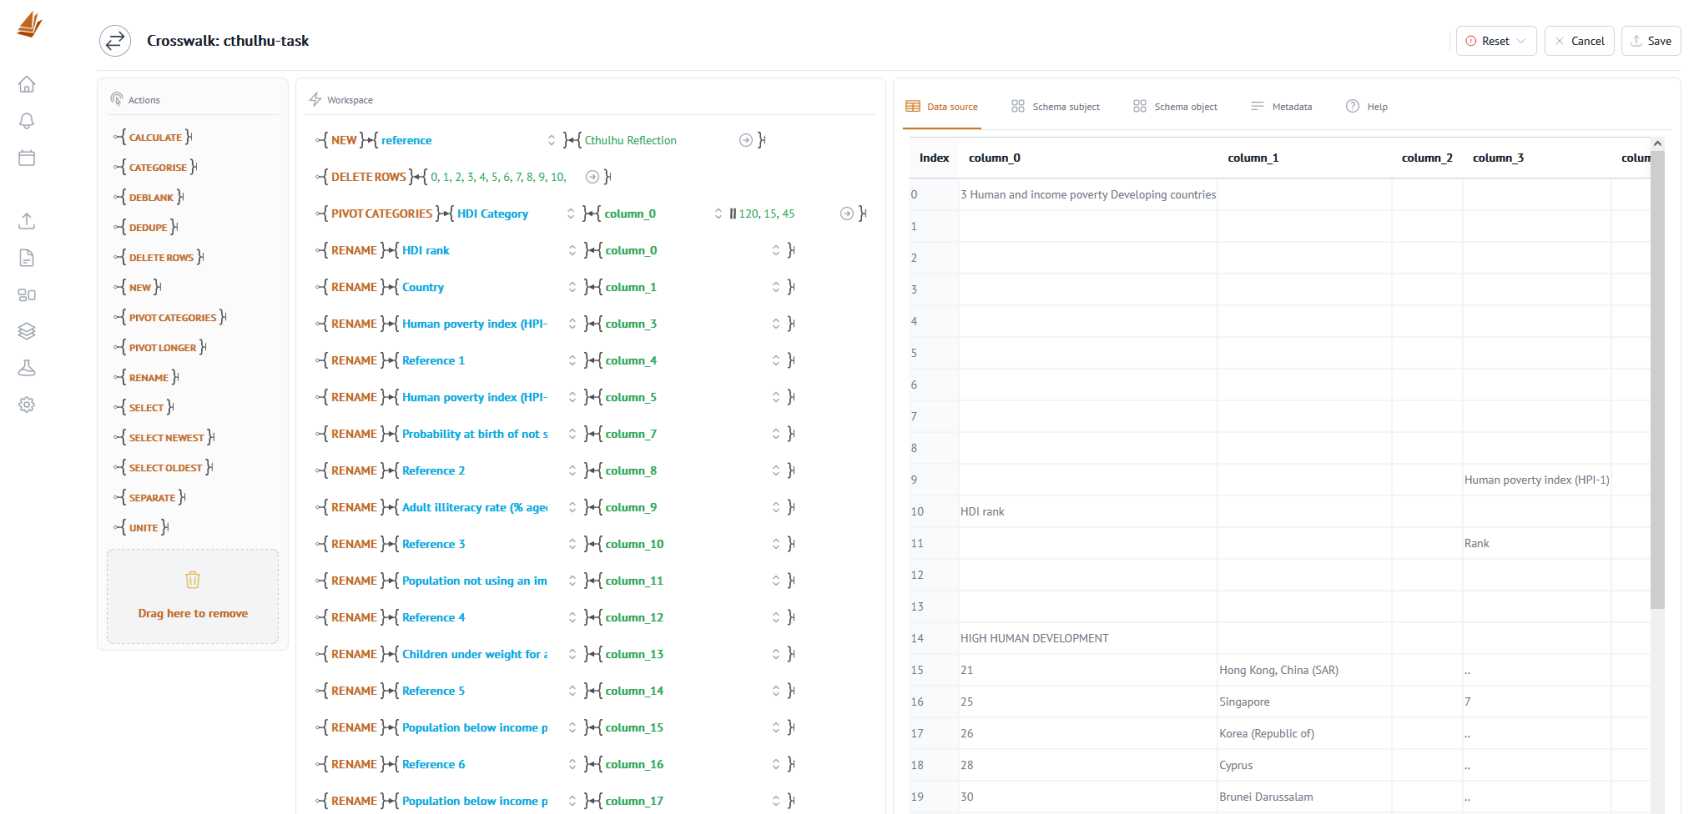 Crosswalk: cthulhu-task
Reset
Cancel
Save
Actions
CALCULATE
CATEGORISE
DEBLANK
DEDUPE
DELETE ROWS
NEW
PIVOT CATEGORIES
PIVOT LONGER
RENAME
SELECT
SELECT NEWEST
SELECT OLDEST
SEPARATE
UNITE
Drag here to remove
Workspace
NEW reference Cthulhu Reflection
DELETE ROWS 0, 1, 2, 3, 4, 5, 6, 7, 8, 9, 10,
PIVOT CATEGORIES HDI Category column_0 120, 15, 45
RENAME HDI rank column_0
RENAME Country column_1
RENAME Human poverty index (HPI- column_3
RENAME Reference 1 column_4
RENAME Human poverty index (HPI- column_5
RENAME Probability at birth of not s column_7
RENAME Reference 2 column_8
RENAME Adult illiteracy rate (% age column_9
RENAME Reference 3 column_10
RENAME Population not using an im column_11
RENAME Reference 4 column_12
RENAME Children under weight for a column_13
RENAME Reference 5 column_14
RENAME Population below income p column_15
RENAME Reference 6 column_16
RENAME Population below income p column_17
Data source
Schema subject
Schema object
Metadata
Help
Index column_0 column_1 column_2 column_3 colum
0 3 Human and income poverty Developing countries
1
2
3
4
5
6
7
8
9 Human poverty index (HPI-1)
10 HDI rank
11 Rank
12
13
14 HIGH HUMAN DEVELOPMENT
15 21 Hong Kong, China (SAR) ..
16 25 Singapore 7
17 26 Korea (Republic of) ..
18 28 Cyprus ..
19 30 Brunei Darussalam ..